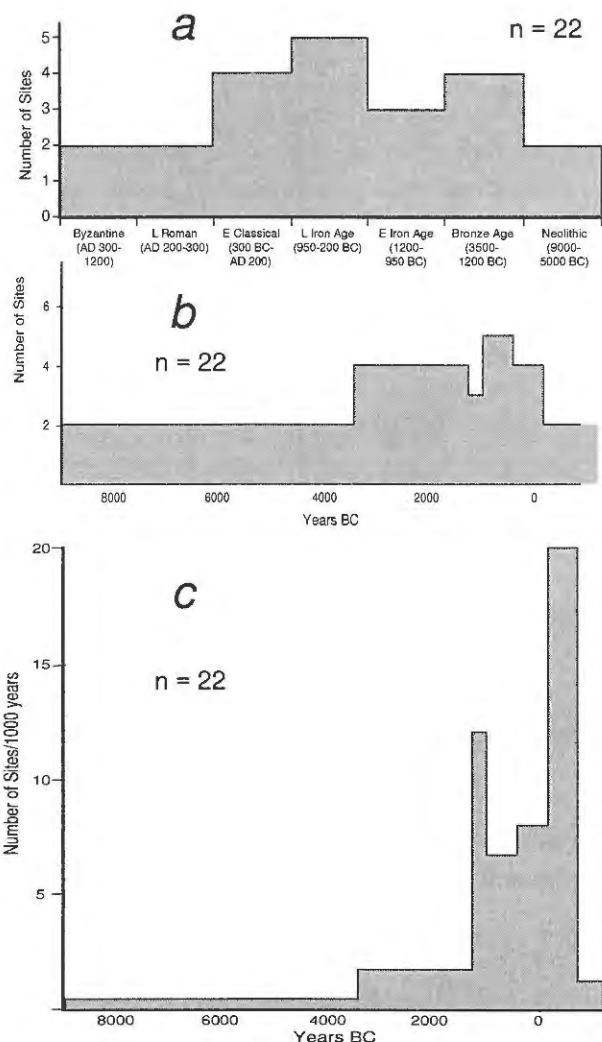 a
n = 22
Number of Sites
5
4
3
2
1
0
Byzantine L Roman E Classical L Iron Age E Iron Age Bronze Age Neolithic
(AD 300- (AD 200-300) (300 BC- (950-200 BC) (1200- (3500- (9000-
1200) AD 200) 950 BC) 1200 BC) 5000 BC)
b
n = 22
Number of Sites
6
4
2
8000 6000 4000 2000 0
Years BC
c
n = 22
Number of Sites/1000 years
20
15
10
5
8000 6000 4000 2000 0
Years BC